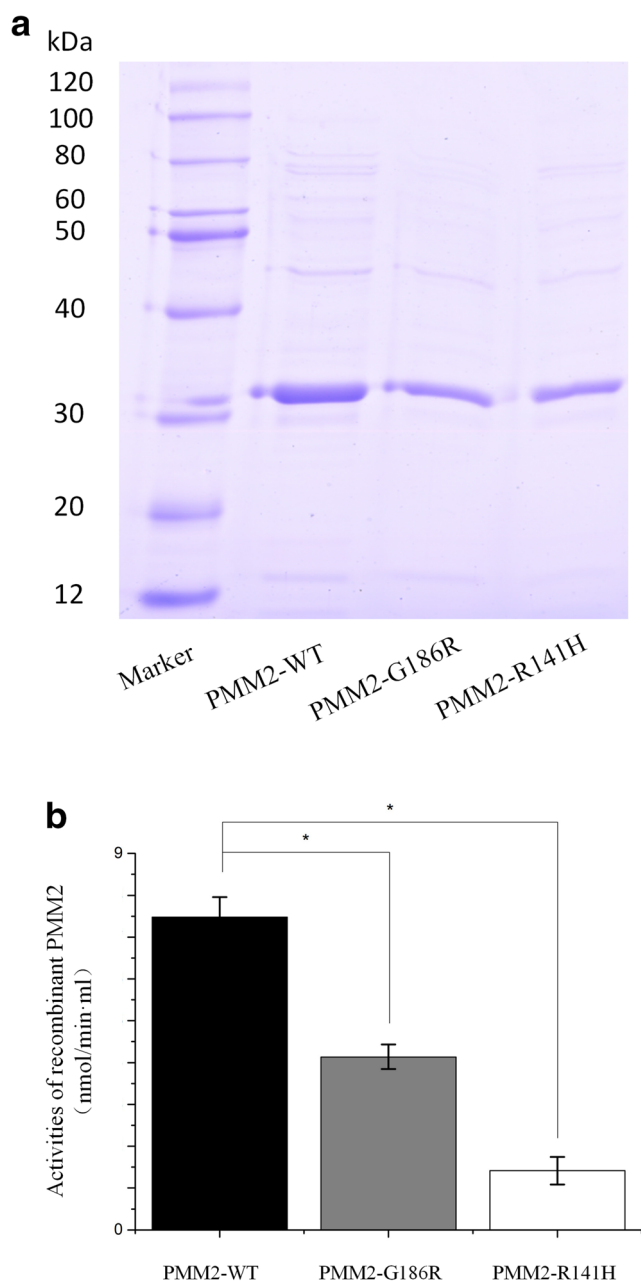 a
kDa
120
100
80
60
50
40
30
20
12
Marker
PMM2-WT
PMM2-G186R
PMM2-R141H
b
*
*
9
Activities of recombinant PMM2
（nmol/min·ml）
0
PMM2-WT
PMM2-G186R
PMM2-R141H